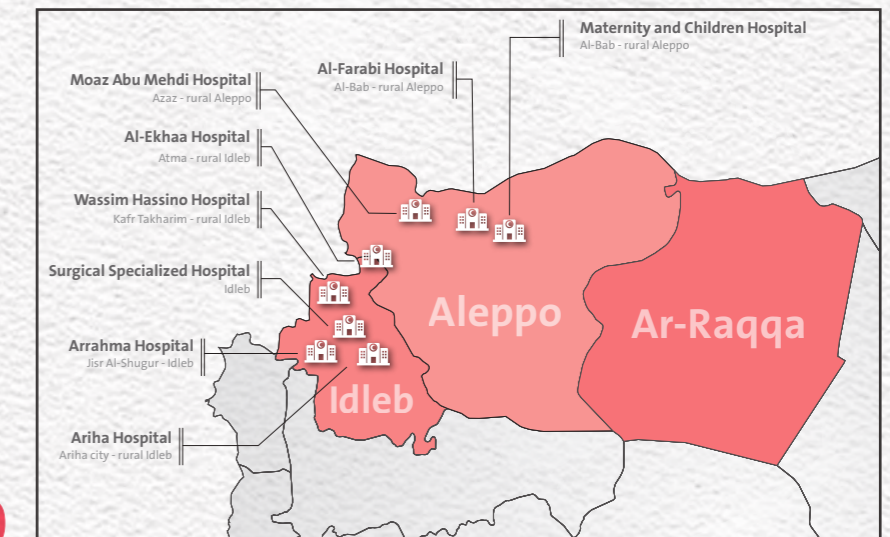 Maternity and Children Hospital
Al-Bab - rural Aleppo
Al-Farabi Hospital
Al-Bab - rural Aleppo
Moaz Abu Mehdi Hospital
Azaz - rural Aleppo
Al-Ekhaa Hospital
Atma - rural Idleb
Wassim Hassino Hospital
Kafr Takharim - rural Idleb
Surgical Specialized Hospital
Idleb
Arrahma Hospital
Jisr Al-Shugur - Idleb
Ariha Hospital
Ariha city - rural Idleb
Aleppo
Ar-Raqqa
Idleb